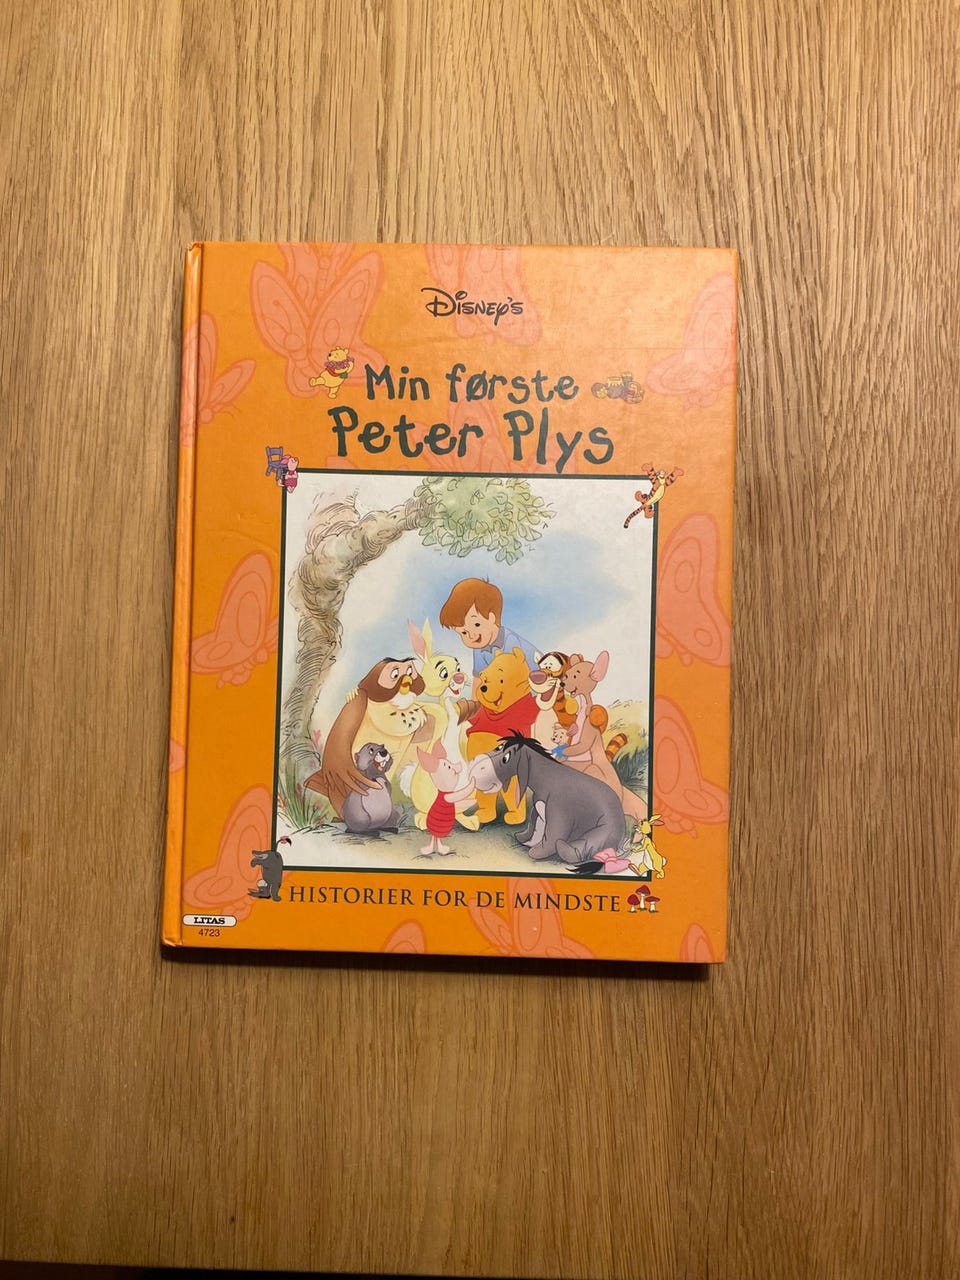 Disney's
Min første
Peter Plys
HISTORIER FOR DE MINDSTE
LITAS
4723